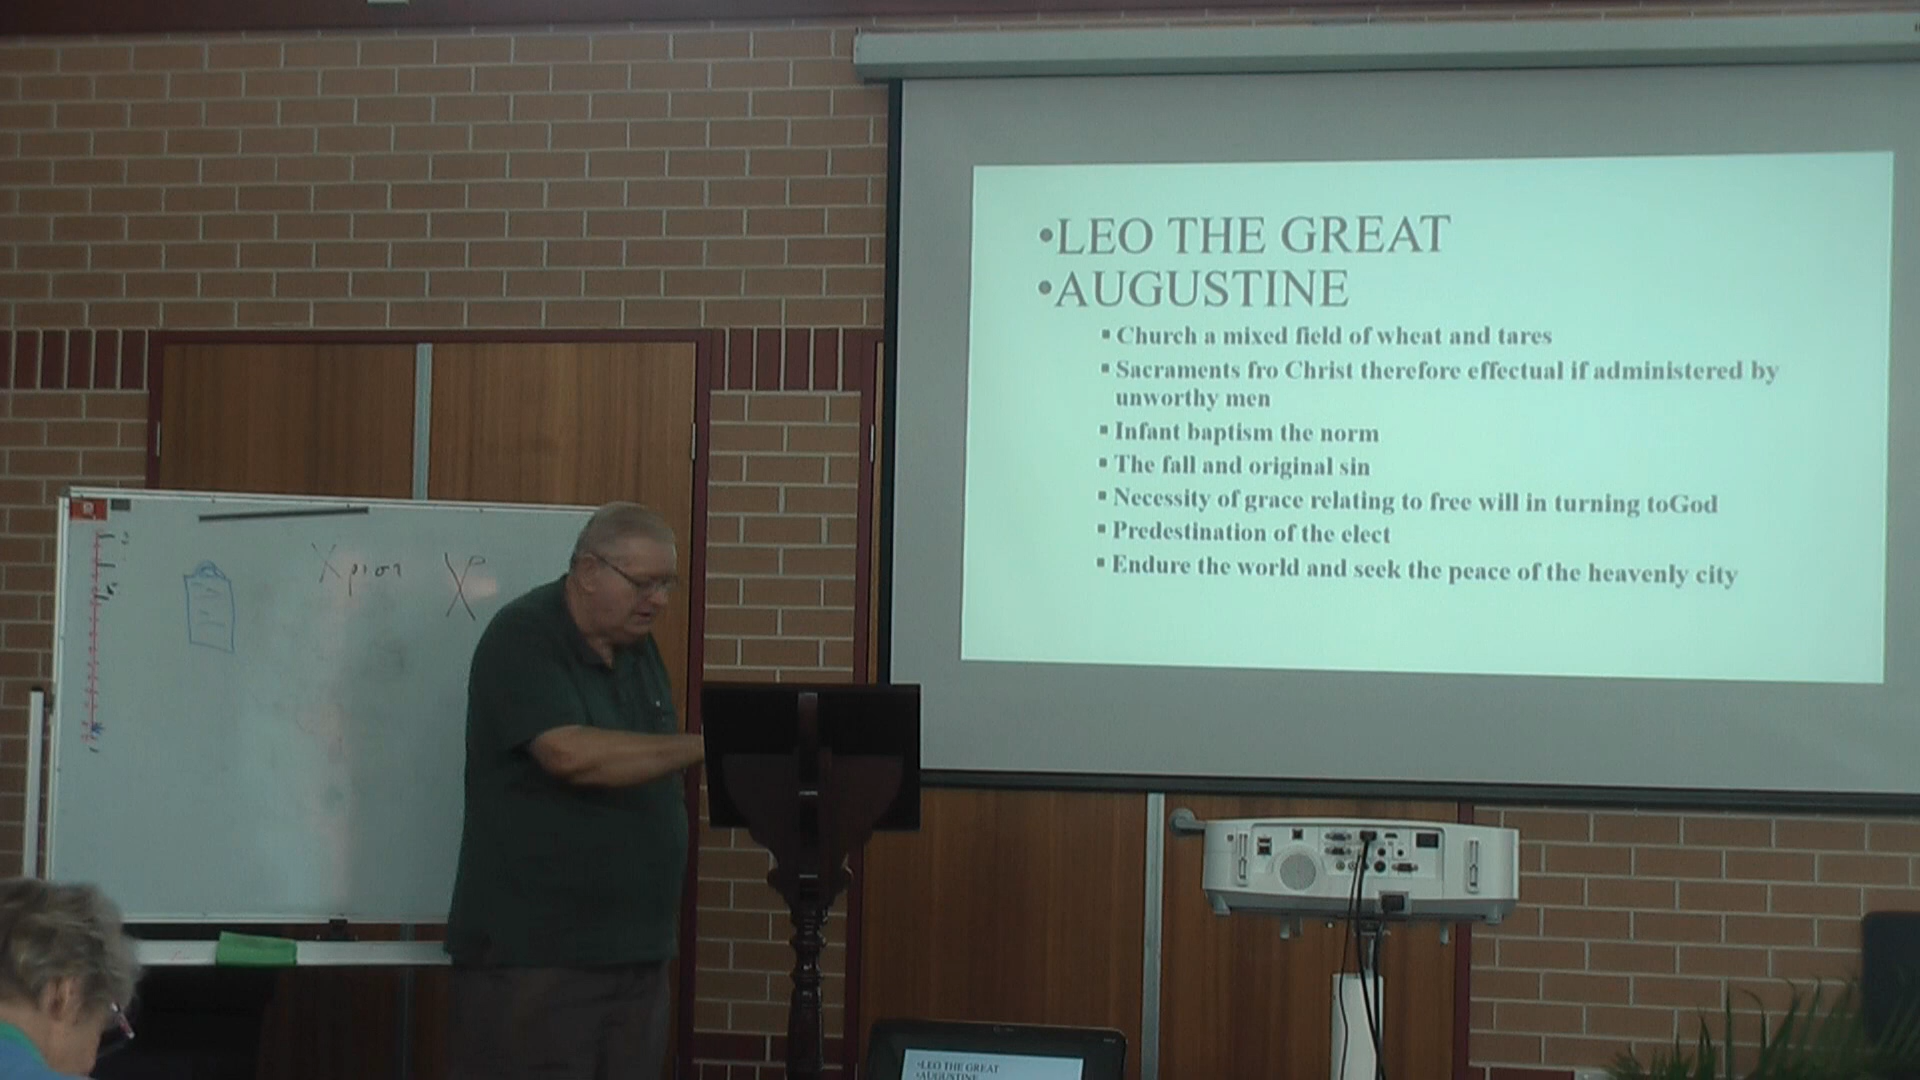 •LEO THE GREAT
•AUGUSTINE
▪ Church a mixed field of wheat and tares
▪ Sacraments fro Christ therefore effectual if administered by
unworthy men
▪ Infant baptism the norm
▪ The fall and original sin
▪ Necessity of grace relating to free will in turning toGod
▪ Predestination of the elect
▪ Endure the world and seek the peace of the heavenly city
•LEO THE GREAT
•AUGUSTINE